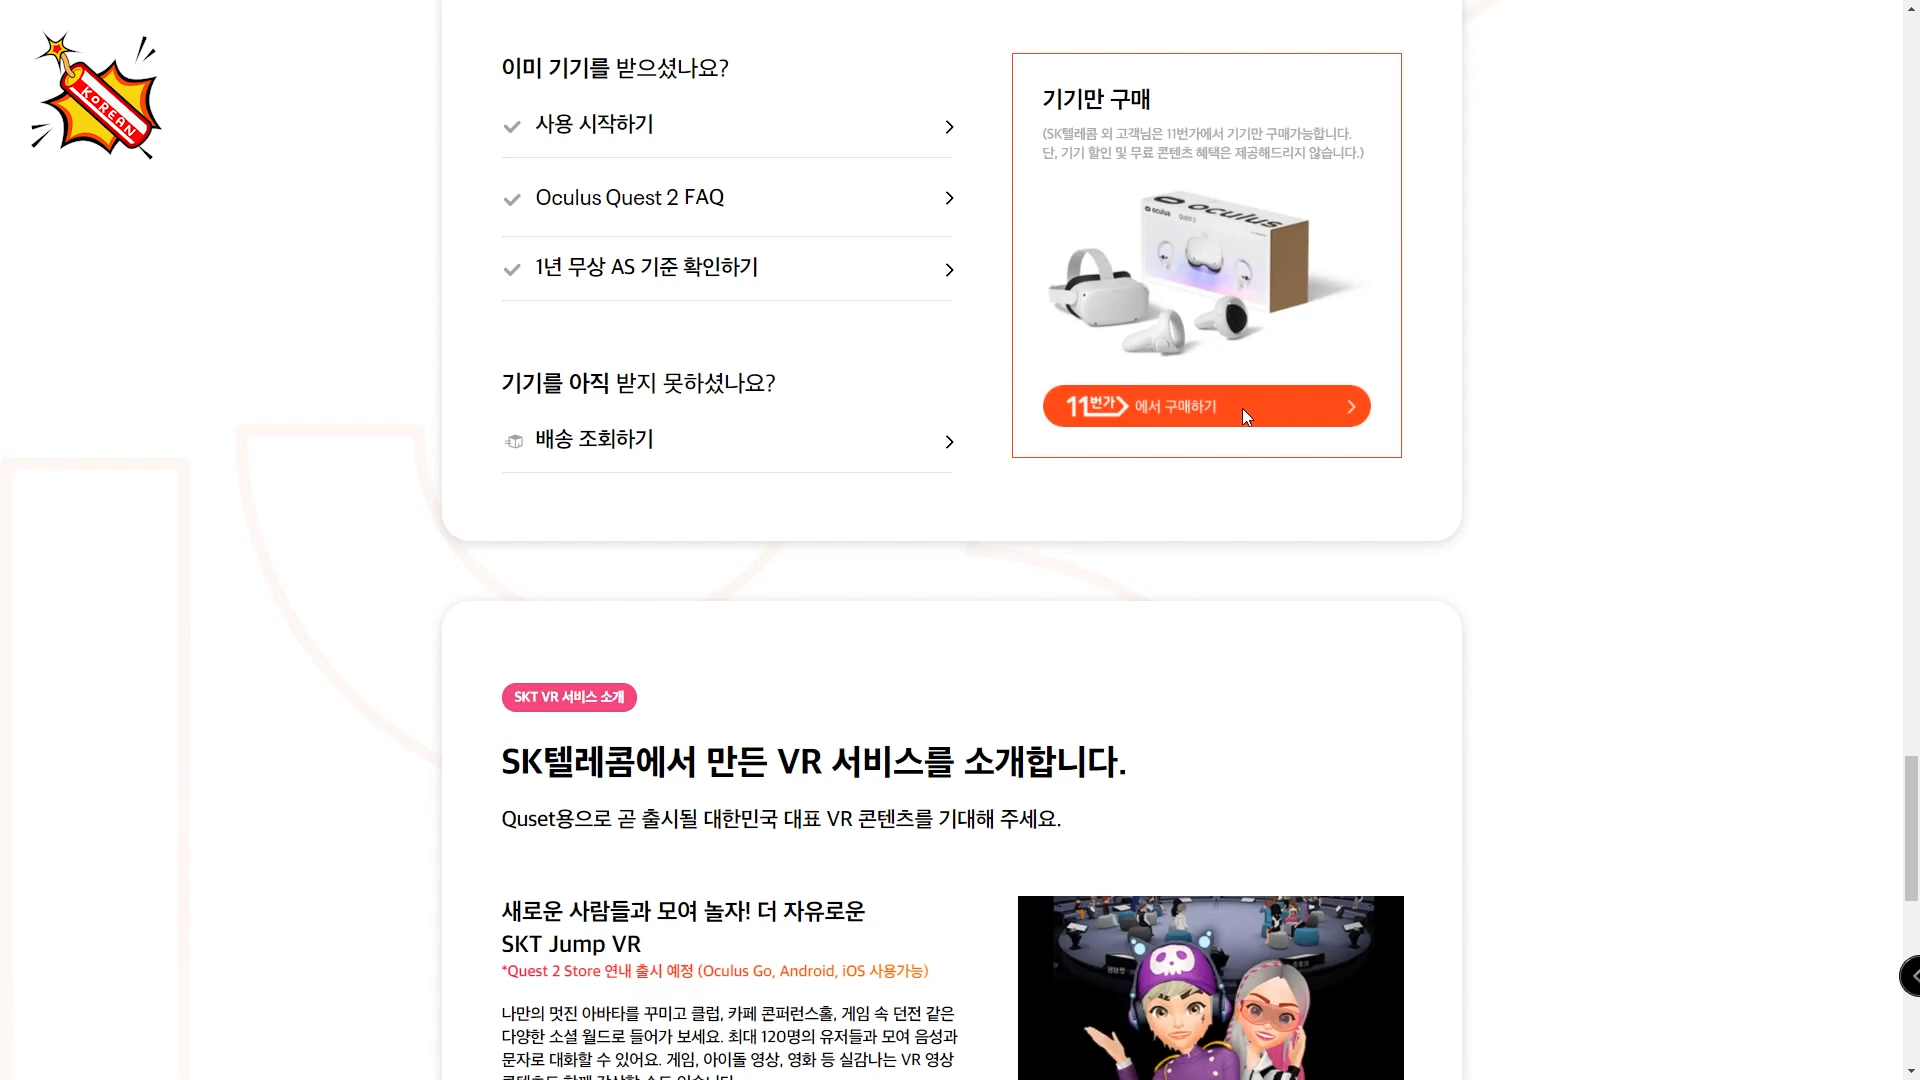 KOREAN
이미 기기를 받으셨나요?
사용 시작하기
Oculus Quest 2 FAQ
1년 무상 AS 기준 확인하기
기기를 아직 받지 못하셨나요?
배송 조회하기
기기만 구매
(SK텔레콤 외 고객님은 11번가에서 기기만 구매가능합니다.
단, 기기 할인 및 무료 콘텐츠 혜택은 제공해드리지 않습니다.)
oculus
oculus QUEST 2
11번가 에서 구매하기
SKT VR 서비스 소개
SK텔레콤에서 만든 VR 서비스를 소개합니다.
Quset용으로 곧 출시될 대한민국 대표 VR 콘텐츠를 기대해 주세요.
새로운 사람들과 모여 놀자! 더 자유로운
SKT Jump VR
*Quest 2 Store 연내 출시 예정 (Oculus Go, Android, iOS 사용가능)
나만의 멋진 아바타를 꾸미고 클럽, 카페 콘퍼런스홀, 게임 속 던전 같은
다양한 소셜 월드로 들어가 보세요. 최대 120명의 유저들과 모여 음성과
문자로 대화할 수 있어요. 게임, 아이돌 영상, 영화 등 실감나는 VR 영상